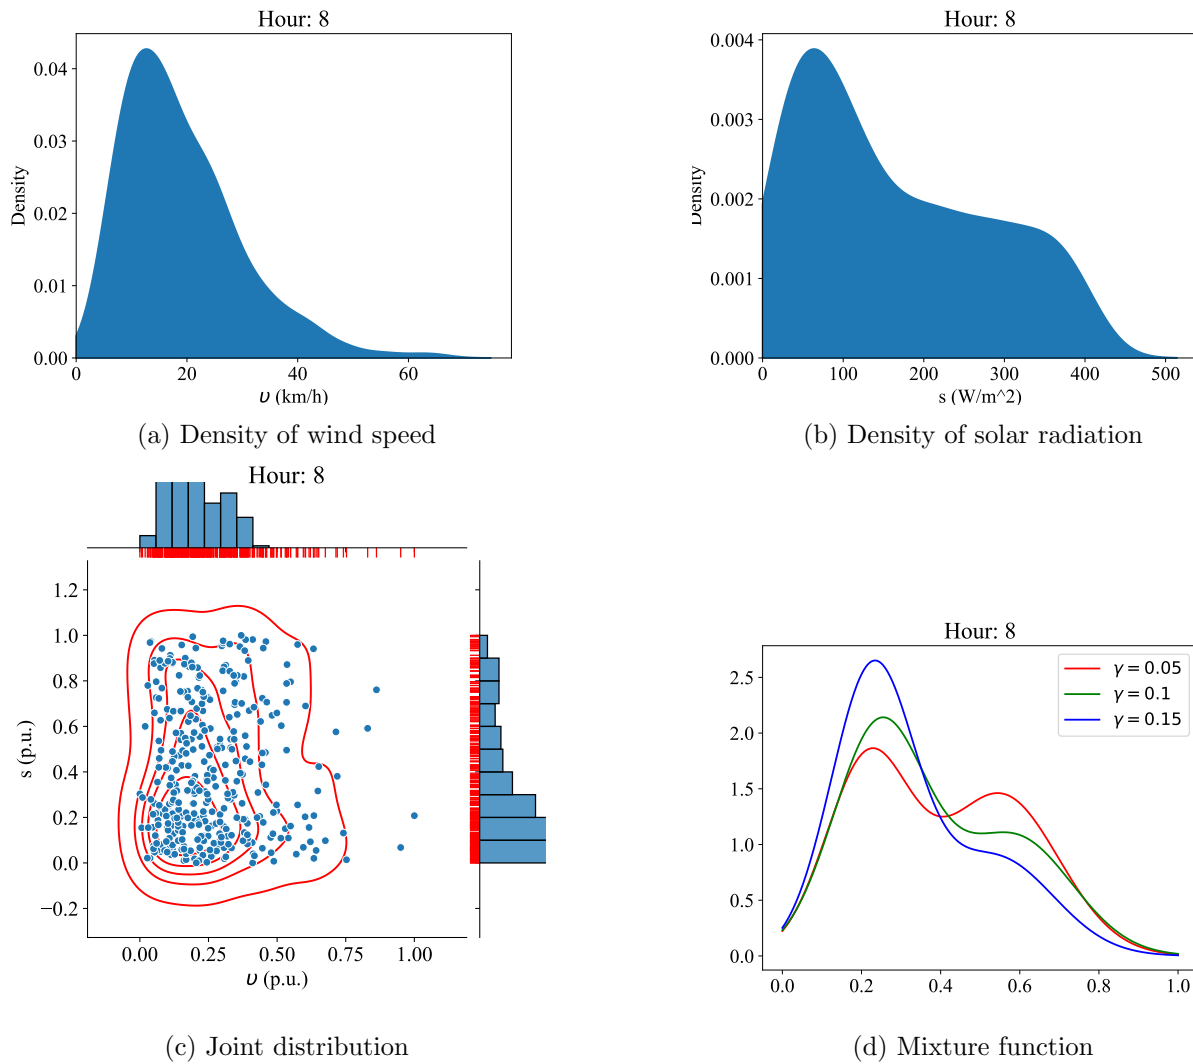 Hour: 8
0.04
0.03
0.02
0.01
0.00
Density
0
20
40
60
υ (km/h)
(a) Density of wind speed
Hour: 8
0.004
0.003
0.002
0.001
0.000
Density
0
100
200
300
400
500
s (W/m^2)
(b) Density of solar radiation
Hour: 8
1.2
1.0
0.8
0.6
0.4
0.2
0.0
−0.2
s (p.u.)
0.00
0.25
0.50
0.75
1.00
υ (p.u.)
(c) Joint distribution
Hour: 8
γ = 0.05
γ = 0.1
γ = 0.15
2.5
2.0
1.5
1.0
0.5
0.0
0.0
0.2
0.4
0.6
0.8
1.0
(d) Mixture function